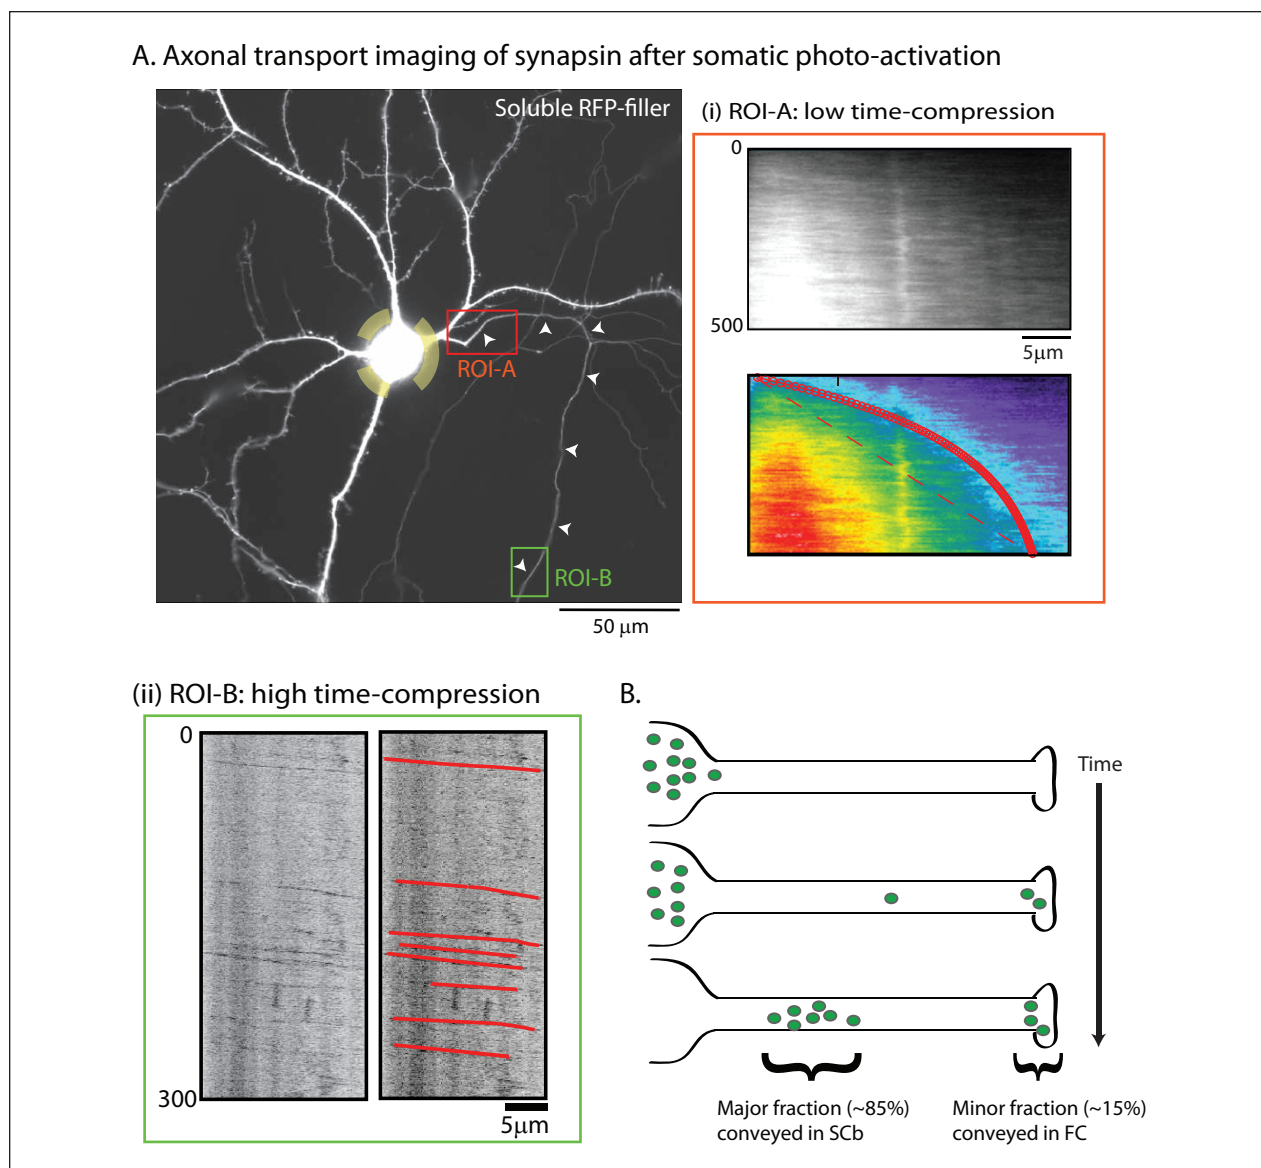 A. Axonal transport imaging of synapsin after somatic photo-activation
Soluble RFP-filler
ROI-A
ROI-B
50 μm
(i) ROI-A: low time-compression
0
500
5μm
(ii) ROI-B: high time-compression
0
300
5μm
B.
Time
Major fraction (~85%)
conveyed in SCb
Minor fraction (~15%)
conveyed in FC